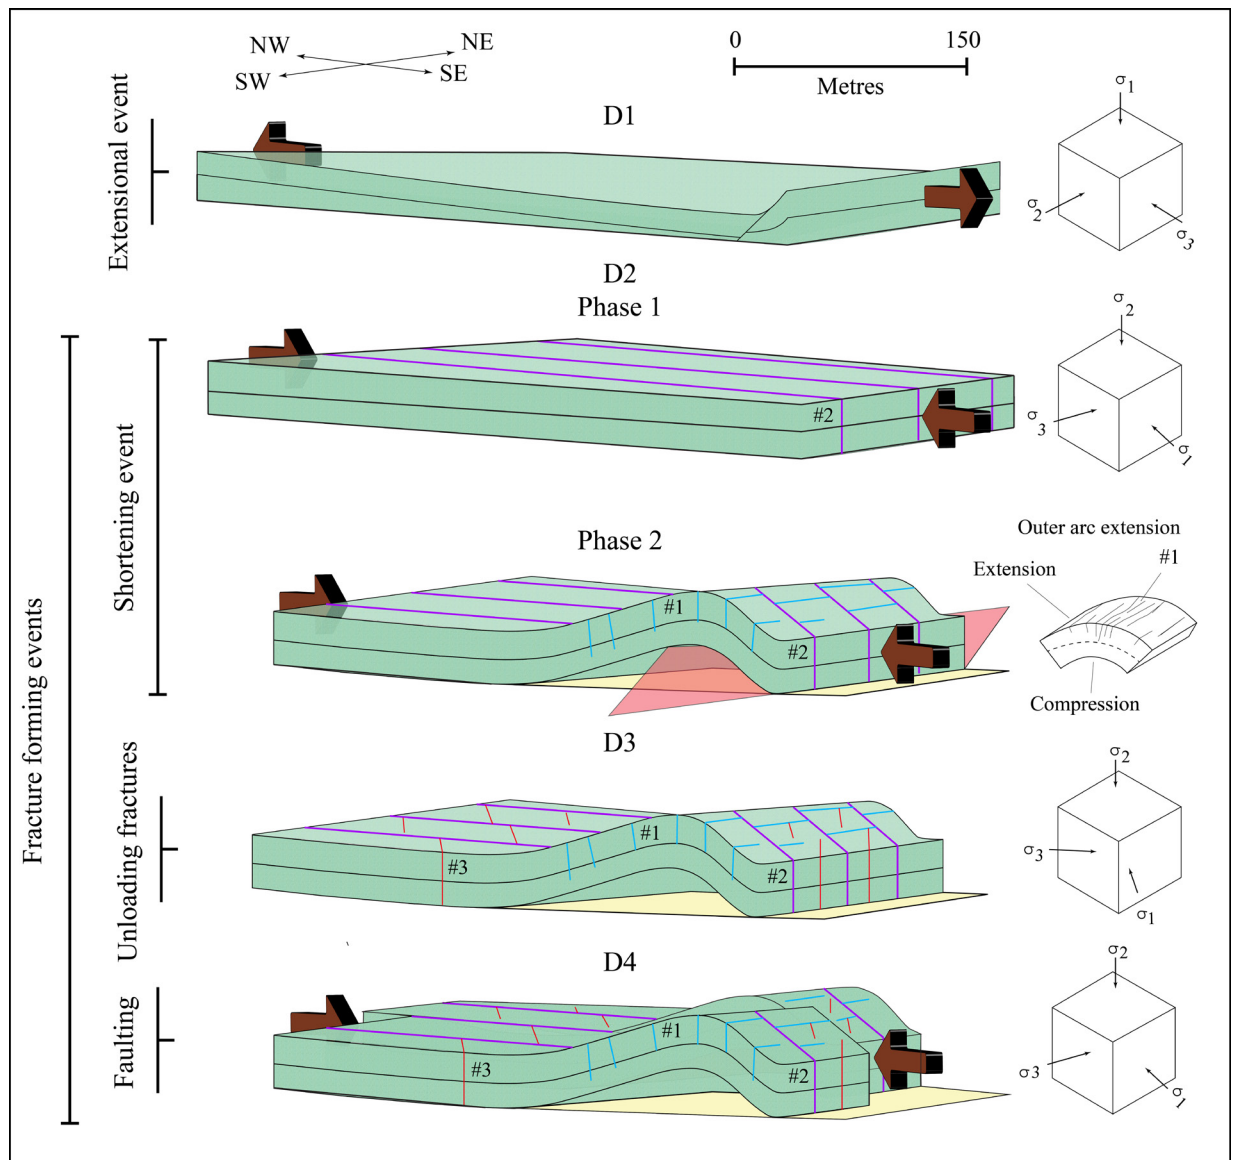 NW
NE
SW
SE
0
150
Metres
Extensional event
D1
σ1
σ2
σ3
D2
Phase 1
#2
σ2
σ3
σ1
Shortening event
Fracture forming events
Phase 2
#1
#2
Outer arc extension
#1
Extension
Compression
D3
Unloading fractures
#1
#2
#3
σ2
σ3
σ1
D4
Faulting
#1
#2
#3
σ2
σ3
σ1